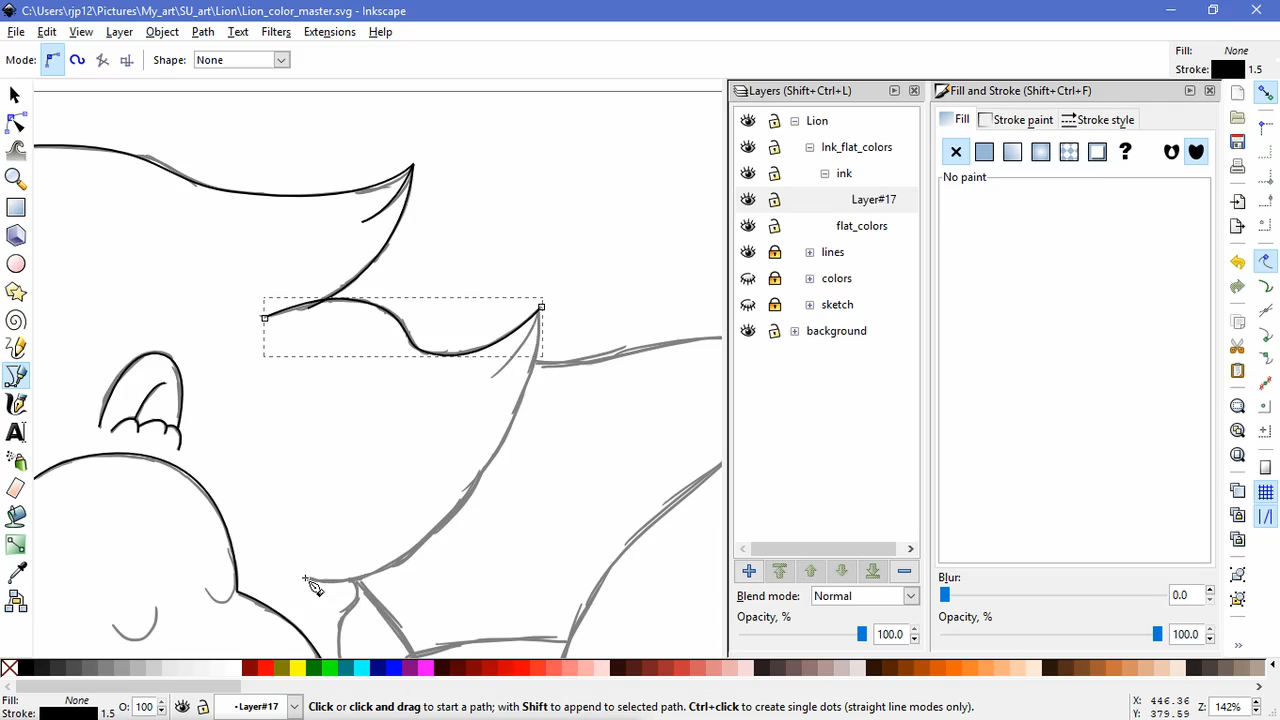 C:\Users\rjp12\Pictures\My_art\SU_art\Lion\Lion_color_master.svg - Inkscape
File Edit View Layer Object Path Text Filters Extensions Help
Mode: Shape: None
Fill: None
Stroke: 1.5
Layers (Shift+Ctrl+L)
Lion
Ink_flat_colors
ink
Layer#17
flat_colors
lines
colors
sketch
background
Blend mode: Normal
Opacity, %
100.0
Fill and Stroke (Shift+Ctrl+F)
Fill Stroke paint Stroke style
No paint
Blur:
0.0
Opacity, %
100.0
Fill: None
Stroke: 1.5
O: 100
Layer#17
Click or click and drag to start a path; with Shift to append to selected path. Ctrl+click to create single dots (straight line modes only).
X: 446.36
Y: 379.55
Z: 142%